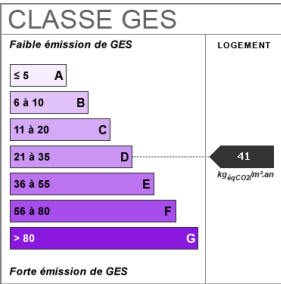 CLASSE GES
Faible émission de GES
LOGEMENT
≤ 5 A
6 à 10 B
11 à 20 C
21 à 35 D
41
kgéqCO2/m².an
36 à 55 E
56 à 80 F
> 80 G
Forte émission de GES